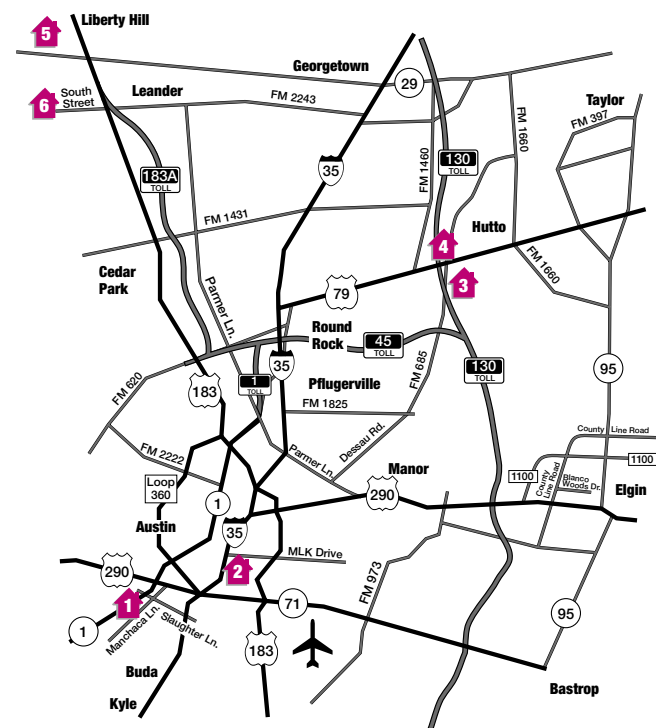 Liberty Hill
5
Georgetown
29
6
South
Street
Leander
FM 2243
Taylor
FM 397
FM 1660
183A
TOLL
35
FM 1460
130
TOLL
FM 1431
Hutto
4
Cedar
Park
3
FM 1660
79
Parmer Ln.
Round
Rock
45
TOLL
35
FM 685
130
TOLL
95
FM 620
183
1
TOLL
Pflugerville
FM 1825
Dessau Rd.
County Line Road
FM 2222
Parmer Ln.
Manor
1100
1100
County
Line Road
Blanco
Woods Dr.
Loop
360
290
Elgin
1
Austin
35
MLK Drive
290
2
FM 973
1
71
95
1
Manchaca Ln.
Slaughter Ln.
183
Buda
Kyle
Bastrop